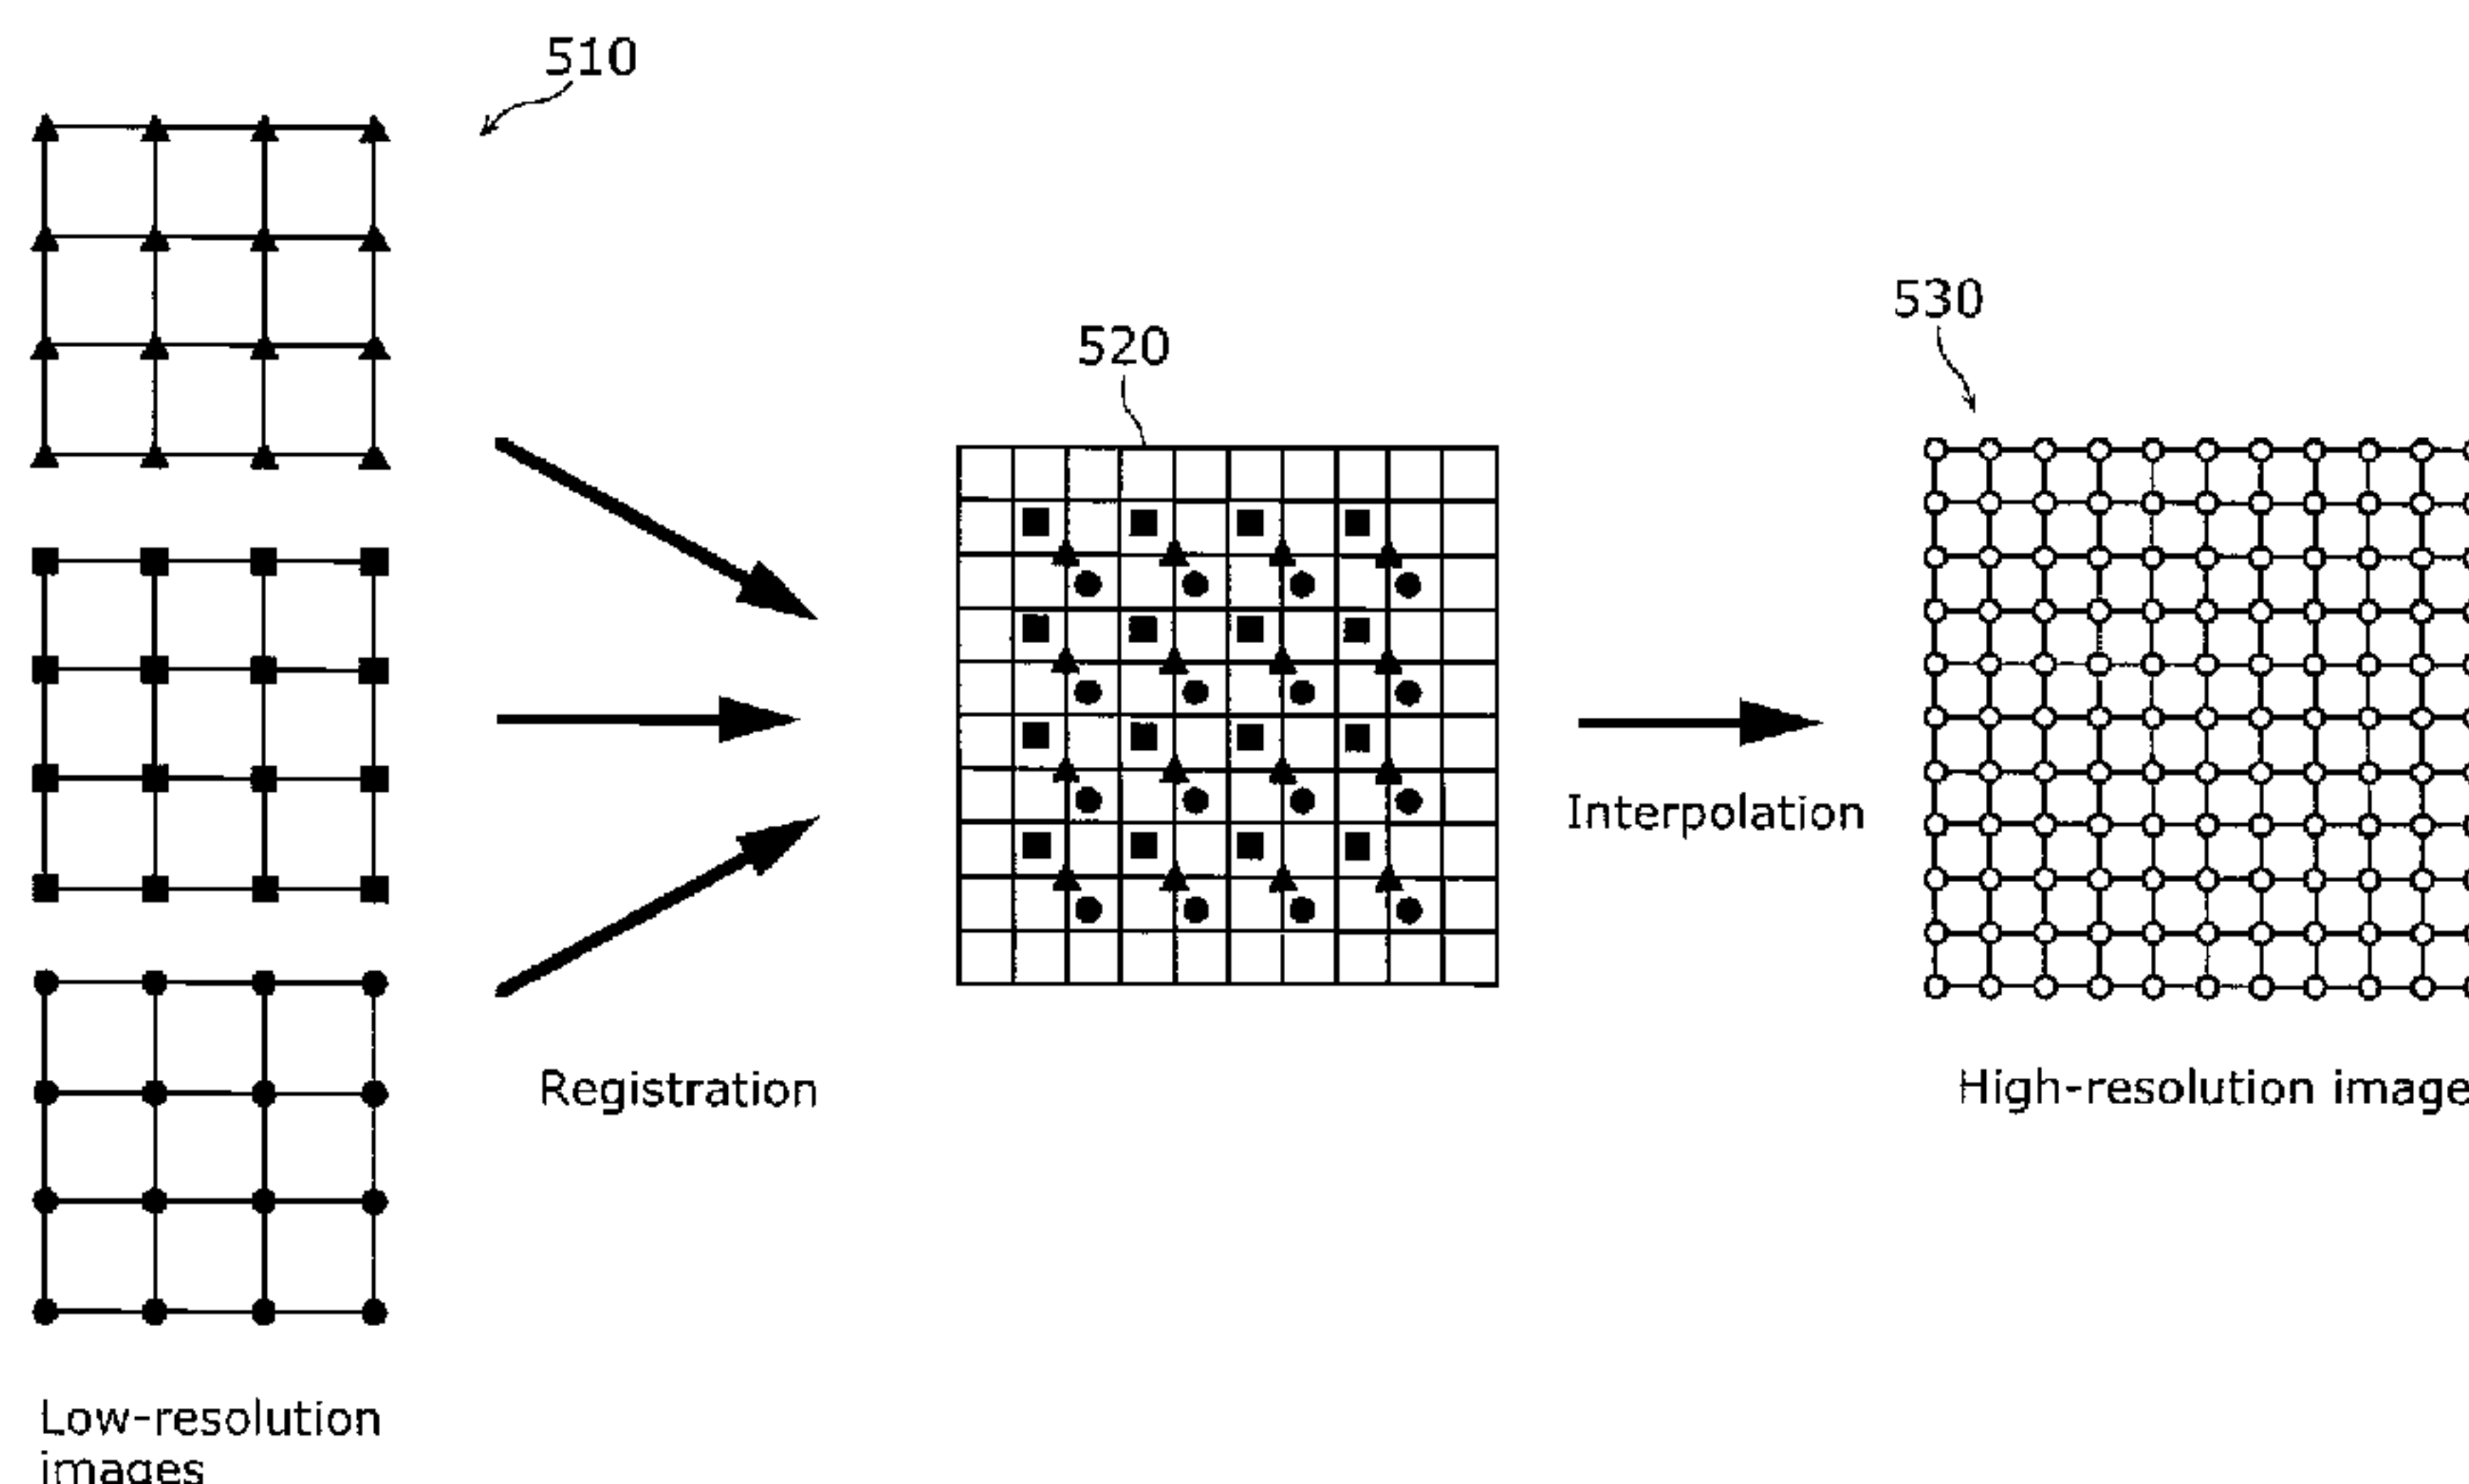 510
530
520
Interpolation
Registration
High-resolution image
Low-resolution
images